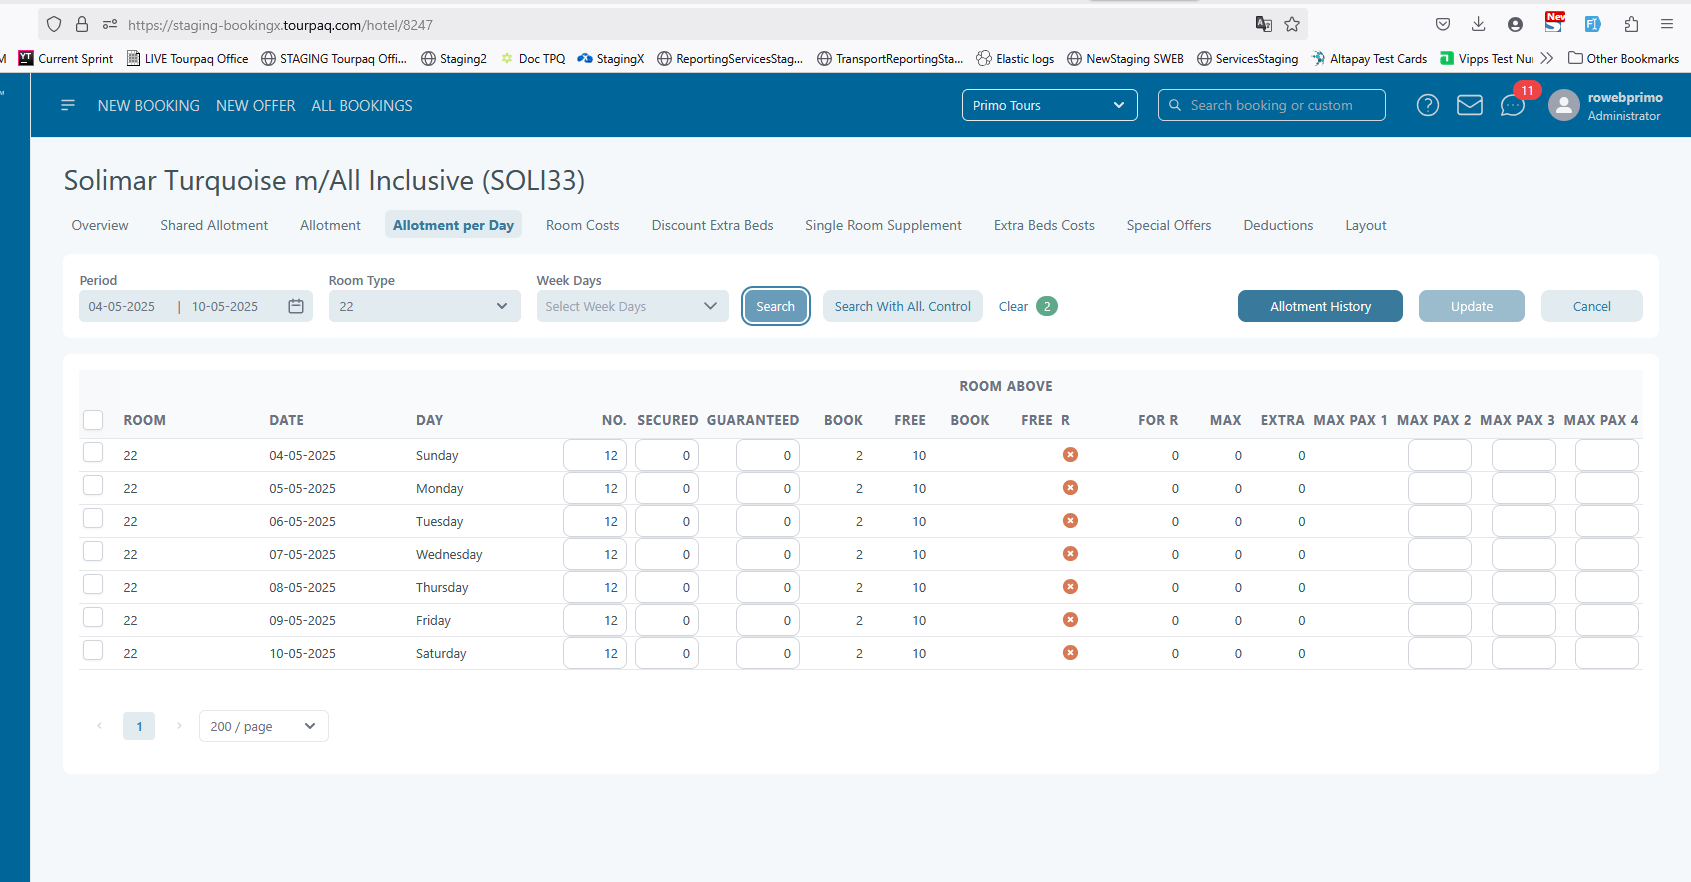 https://staging-bookingx.tourpaq.com/hotel/8247
M Current Sprint LIVE Tourpaq Office STAGING Tourpaq Offi... Staging2 Doc TPQ StagingX ReportingServicesStag... TransportReportingSta... Elastic logs NewStaging SWEB ServicesStaging Altapay Test Cards Vipps Test Nu Other Bookmarks
NEW BOOKING NEW OFFER ALL BOOKINGS Primo Tours Search booking or custom 11 rowebprimo
Administrator
Solimar Turquoise m/All Inclusive (SOLI33)
Overview Shared Allotment Allotment Allotment per Day Room Costs Discount Extra Beds Single Room Supplement Extra Beds Costs Special Offers Deductions Layout
Period Room Type Week Days
04-05-2025 | 10-05-2025 22 Select Week Days Search Search With All. Control Clear 2 Allotment History Update Cancel
ROOM ABOVE
ROOM DATE DAY NO. SECURED GUARANTEED BOOK FREE BOOK FREE R FOR R MAX EXTRA MAX PAX 1 MAX PAX 2 MAX PAX 3 MAX PAX 4
22 04-05-2025 Sunday 12 0 0 2 10 0 0 0
22 05-05-2025 Monday 12 0 0 2 10 0 0 0
22 06-05-2025 Tuesday 12 0 0 2 10 0 0 0
22 07-05-2025 Wednesday 12 0 0 2 10 0 0 0
22 08-05-2025 Thursday 12 0 0 2 10 0 0 0
22 09-05-2025 Friday 12 0 0 2 10 0 0 0
22 10-05-2025 Saturday 12 0 0 2 10 0 0 0
1 200 / page